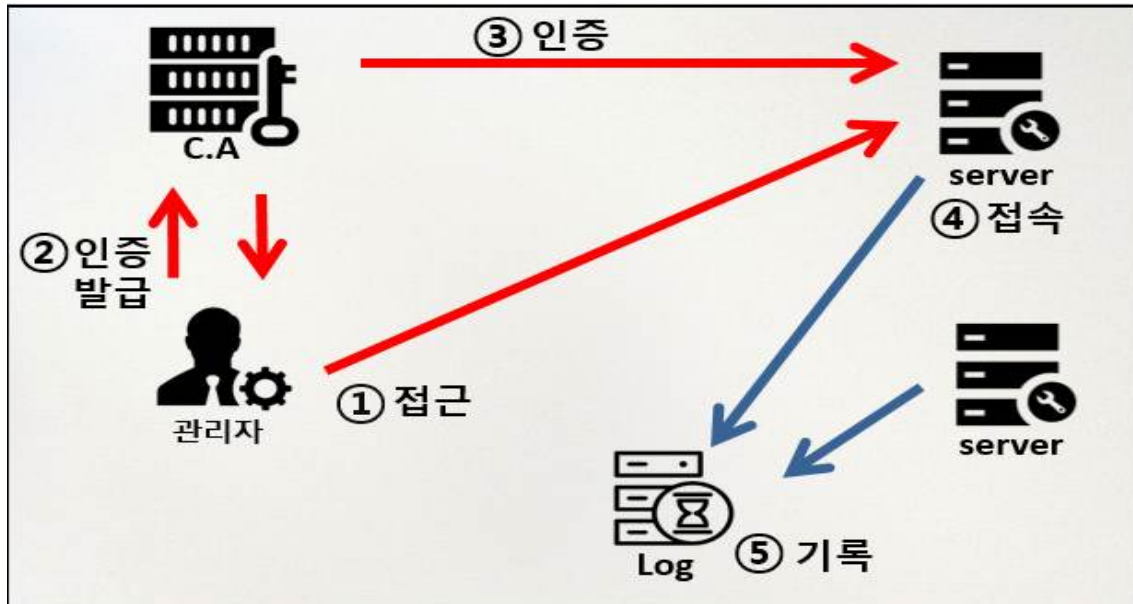 ③ 인증
C.A
server
④ 접속
② 인증
발급
관리자
① 접근
server
Log
⑤ 기록